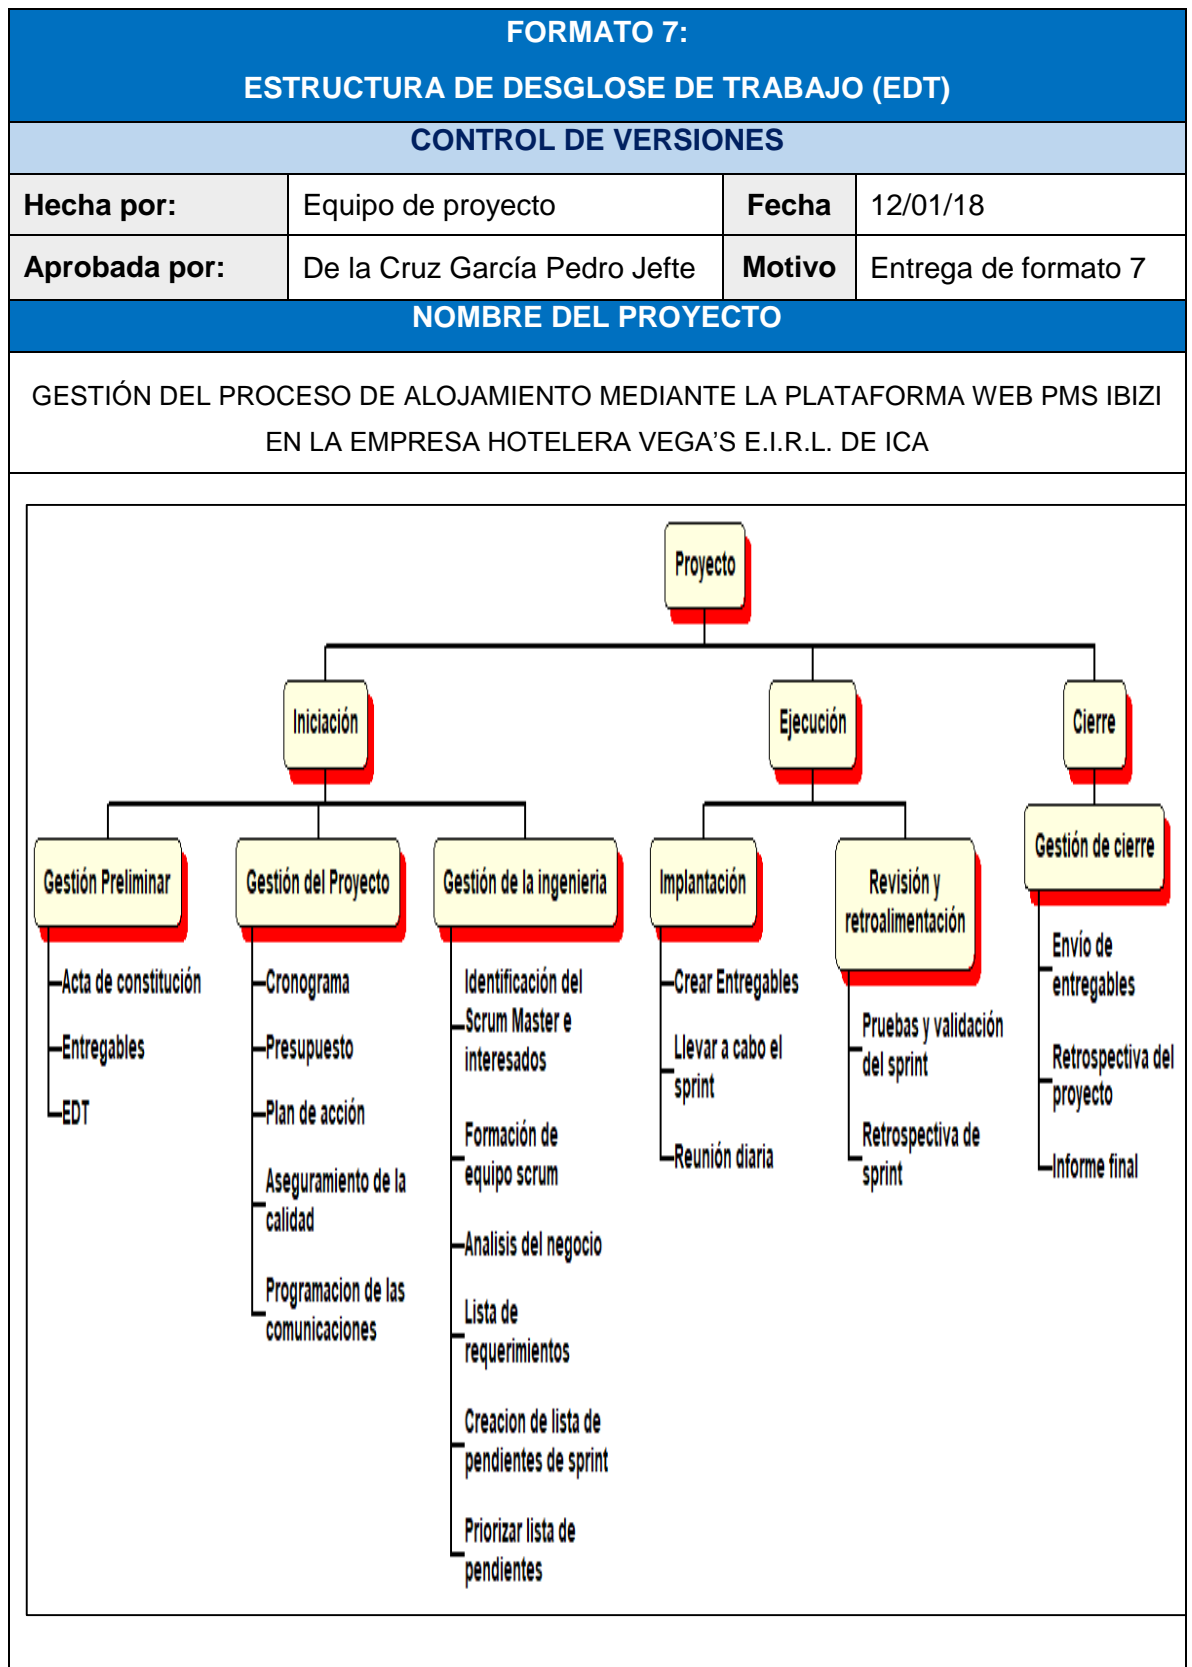 FORMATO 7:
ESTRUCTURA DE DESGLOSE DE TRABAJO (EDT)
CONTROL DE VERSIONES
Hecha por: Equipo de proyecto Fecha 12/01/18
Aprobada por: De la Cruz García Pedro Jefte Motivo Entrega de formato 7
NOMBRE DEL PROYECTO
GESTIÓN DEL PROCESO DE ALOJAMIENTO MEDIANTE LA PLATAFORMA WEB PMS IBIZI
EN LA EMPRESA HOTELERA VEGA’S E.I.R.L. DE ICA
Proyecto
Iniciación
Ejecución
Cierre
Gestión Preliminar
Acta de constitución
Entregables
EDT
Gestión del Proyecto
Cronograma
Presupuesto
Plan de acción
Aseguramiento de la
calidad
Programacion de las
comunicaciones
Gestión de la ingenieria
Identificación del
Scrum Master e
interesados
Formación de
equipo scrum
Analisis del negocio
Lista de
requerimientos
Creacion de lista de
pendientes de sprint
Priorizar lista de
pendientes
Implantación
Crear Entregables
Llevar a cabo el
sprint
Reunión diaria
Revisión y
retroalimentación
Pruebas y validación
del sprint
Retrospectiva de
sprint
Gestión de cierre
Envío de
entregables
Retrospectiva del
proyecto
Informe final